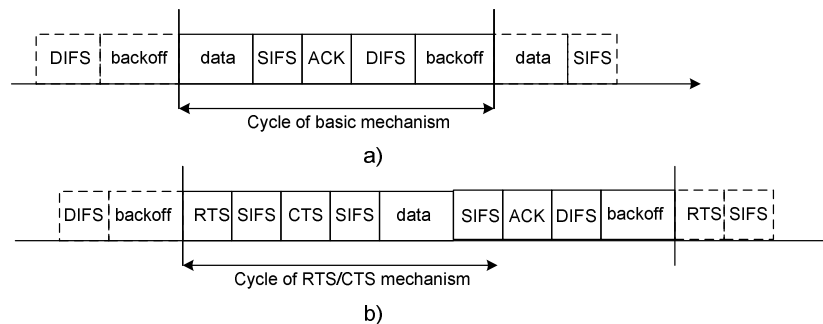 DIFS backoff data SIFS ACK DIFS backoff data SIFS
Cycle of basic mechanism
a)
DIFS backoff RTS SIFS CTS SIFS data SIFS ACK DIFS backoff RTS SIFS
Cycle of RTS/CTS mechanism
b)